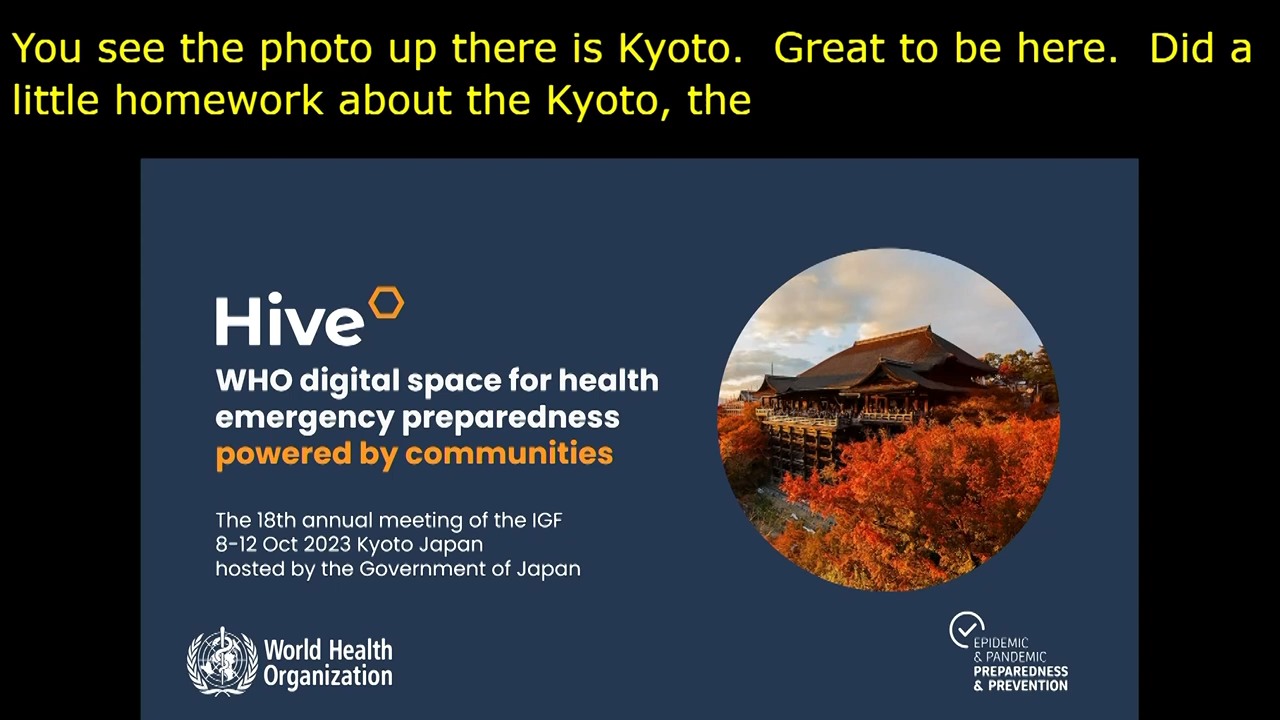 You see the photo up there is Kyoto.  Great to be here.  Did a
little homework about the Kyoto, the
Hive
WHO digital space for health
emergency preparedness
powered by communities
The 18th annual meeting of the IGF
8-12 Oct 2023 Kyoto Japan
hosted by the Government of Japan
World Health
Organization
EPIDEMIC
& PANDEMIC
PREPAREDNESS
& PREVENTION